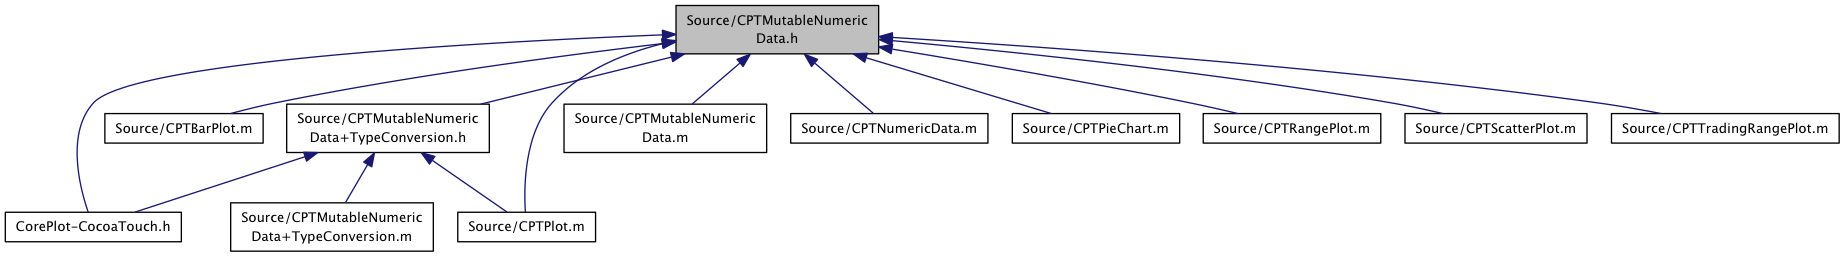 Source/CPTMutableNumeric
Data.h
Source/CPTBarPlot.m
Source/CPTMutableNumeric
Data+TypeConversion.h
Source/CPTMutableNumeric
Data.m
Source/CPTNumericData.m
Source/CPTPieChart.m
Source/CPTRangePlot.m
Source/CPTScatterPlot.m
Source/CPTTradingRangePlot.m
CorePlot-CocoaTouch.h
Source/CPTMutableNumeric
Data+TypeConversion.m
Source/CPTPlot.m